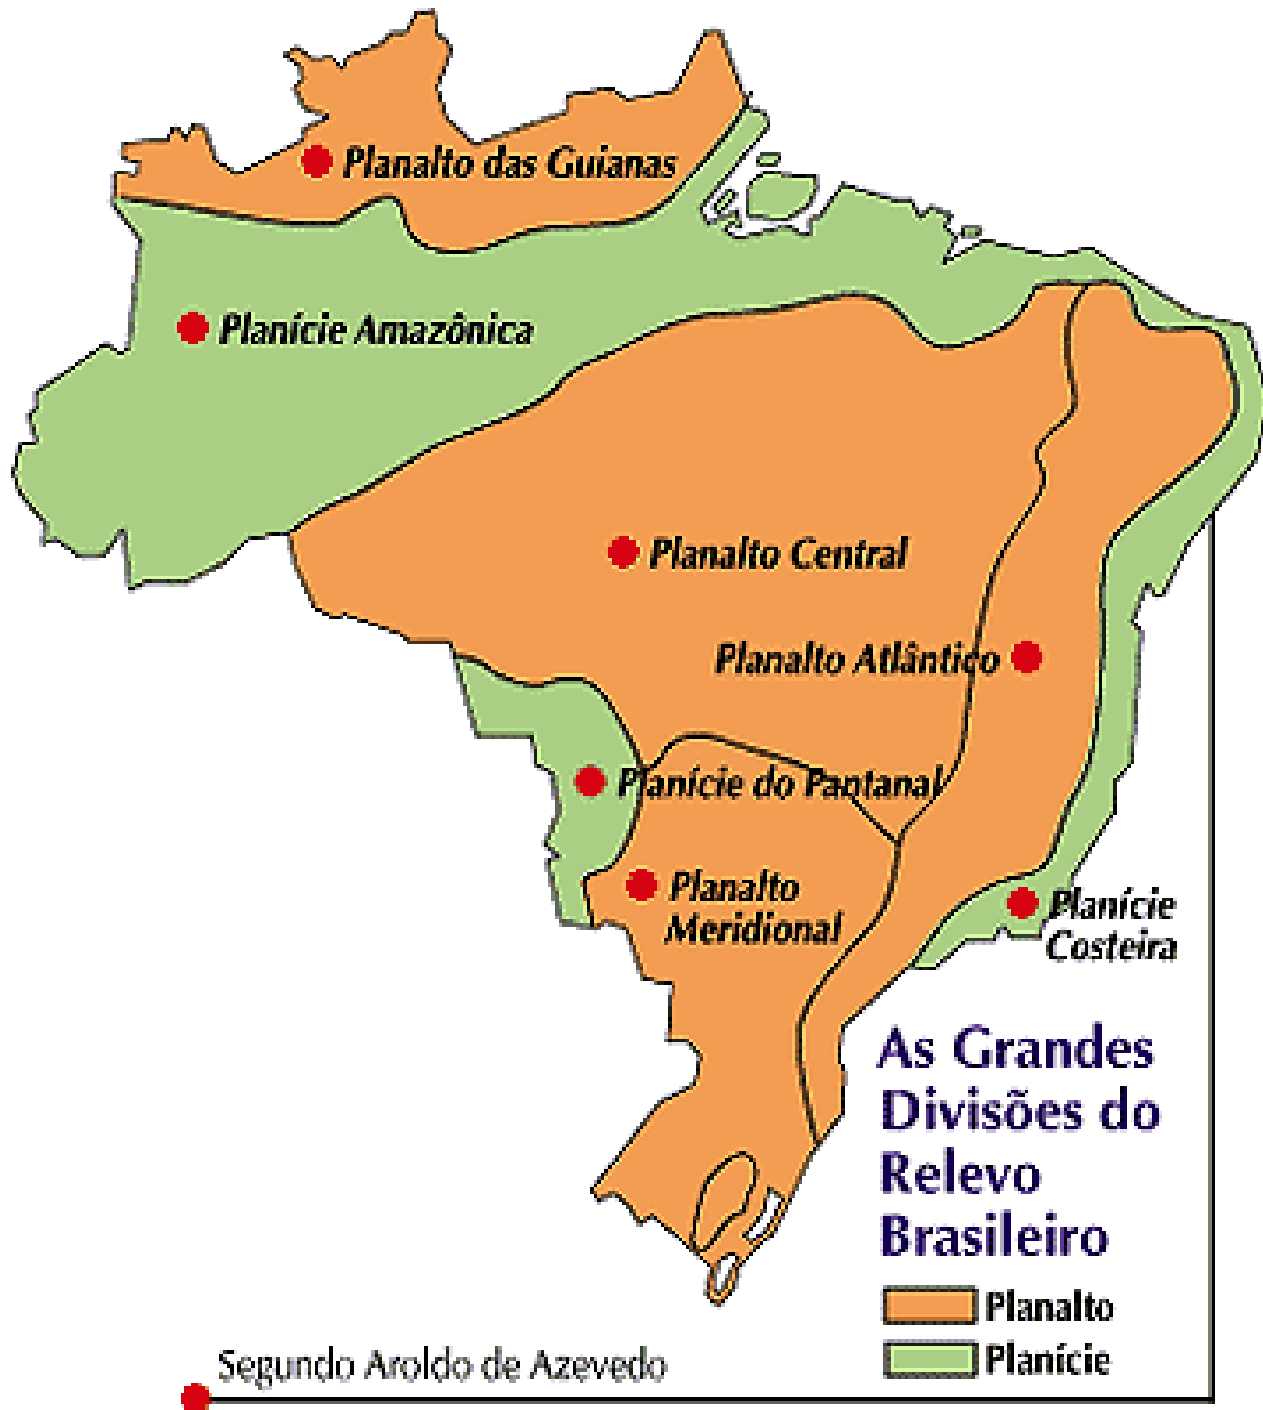 Planalto das Guianas
Planície Amazônica
Planalto Central
Planalto Atlântico
Planície do Pantanal
Planalto
Meridional
Planície
Costeira
As Grandes
Divisões do
Relevo
Brasileiro
Planalto
Planície
Segundo Aroldo de Azevedo